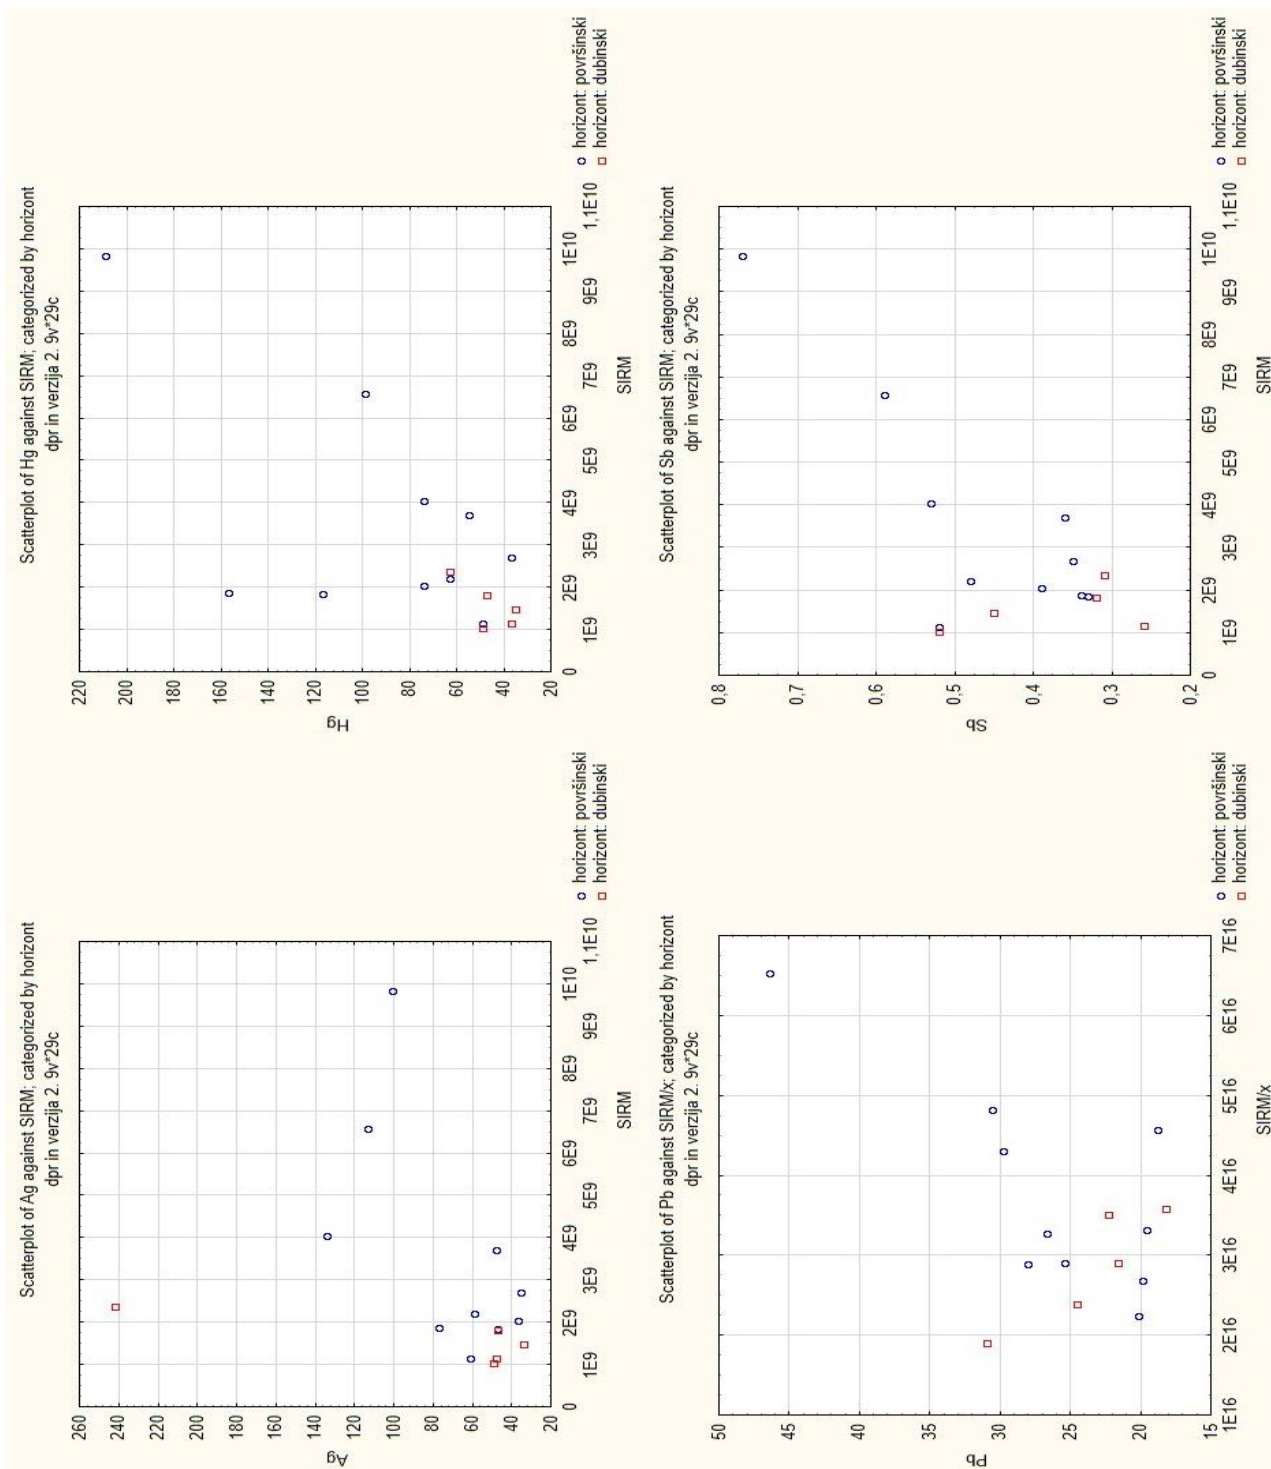 Scatterplot of Ag against SIRM; categorized by horizont
dpr in verzija 2. 9v*29c
260
240
220
200
180
160
140
120
100
80
60
40
20
Ag
0 1E9 2E9 3E9 4E9 5E9 6E9 7E9 8E9 9E9 1E10 1,1E10
SIRM
horizont: površinski
horizont: dubinski
Scatterplot of Hg against SIRM; categorized by horizont
dpr in verzija 2. 9v*29c
220
200
180
160
140
120
100
80
60
40
20
Hg
0 1E9 2E9 3E9 4E9 5E9 6E9 7E9 8E9 9E9 1E10 1,1E10
SIRM
horizont: površinski
horizont: dubinski
Scatterplot of Pb against SIRM/x; categorized by horizont
dpr in verzija 2. 9v*29c
50
45
40
35
30
25
20
15
Pb
1E16 2E16 3E16 4E16 5E16 6E16 7E16
SIRM/x
horizont: površinski
horizont: dubinski
Scatterplot of Sb against SIRM; categorized by horizont
dpr in verzija 2. 9v*29c
0,8
0,7
0,6
0,5
0,4
0,3
0,2
Sb
0 1E9 2E9 3E9 4E9 5E9 6E9 7E9 8E9 9E9 1E10 1,1E10
SIRM
horizont: površinski
horizont: dubinski